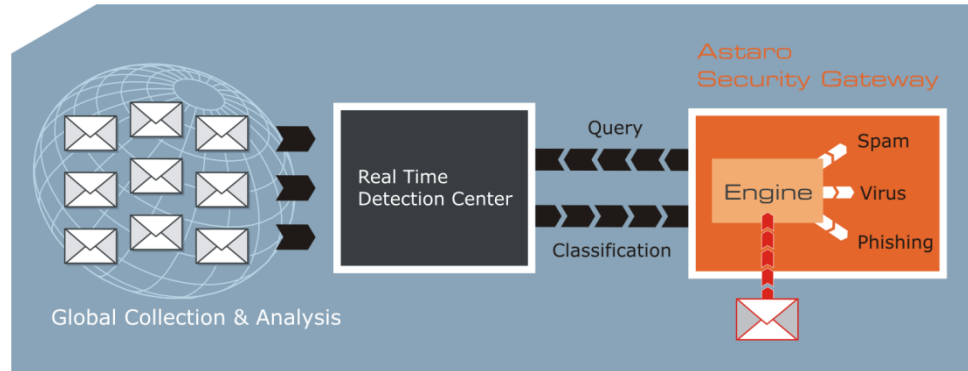 Astaro
Security Gateway
Query
Spam
Real Time
Detection Center
Engine
Virus
Classification
Phishing
Global Collection & Analysis